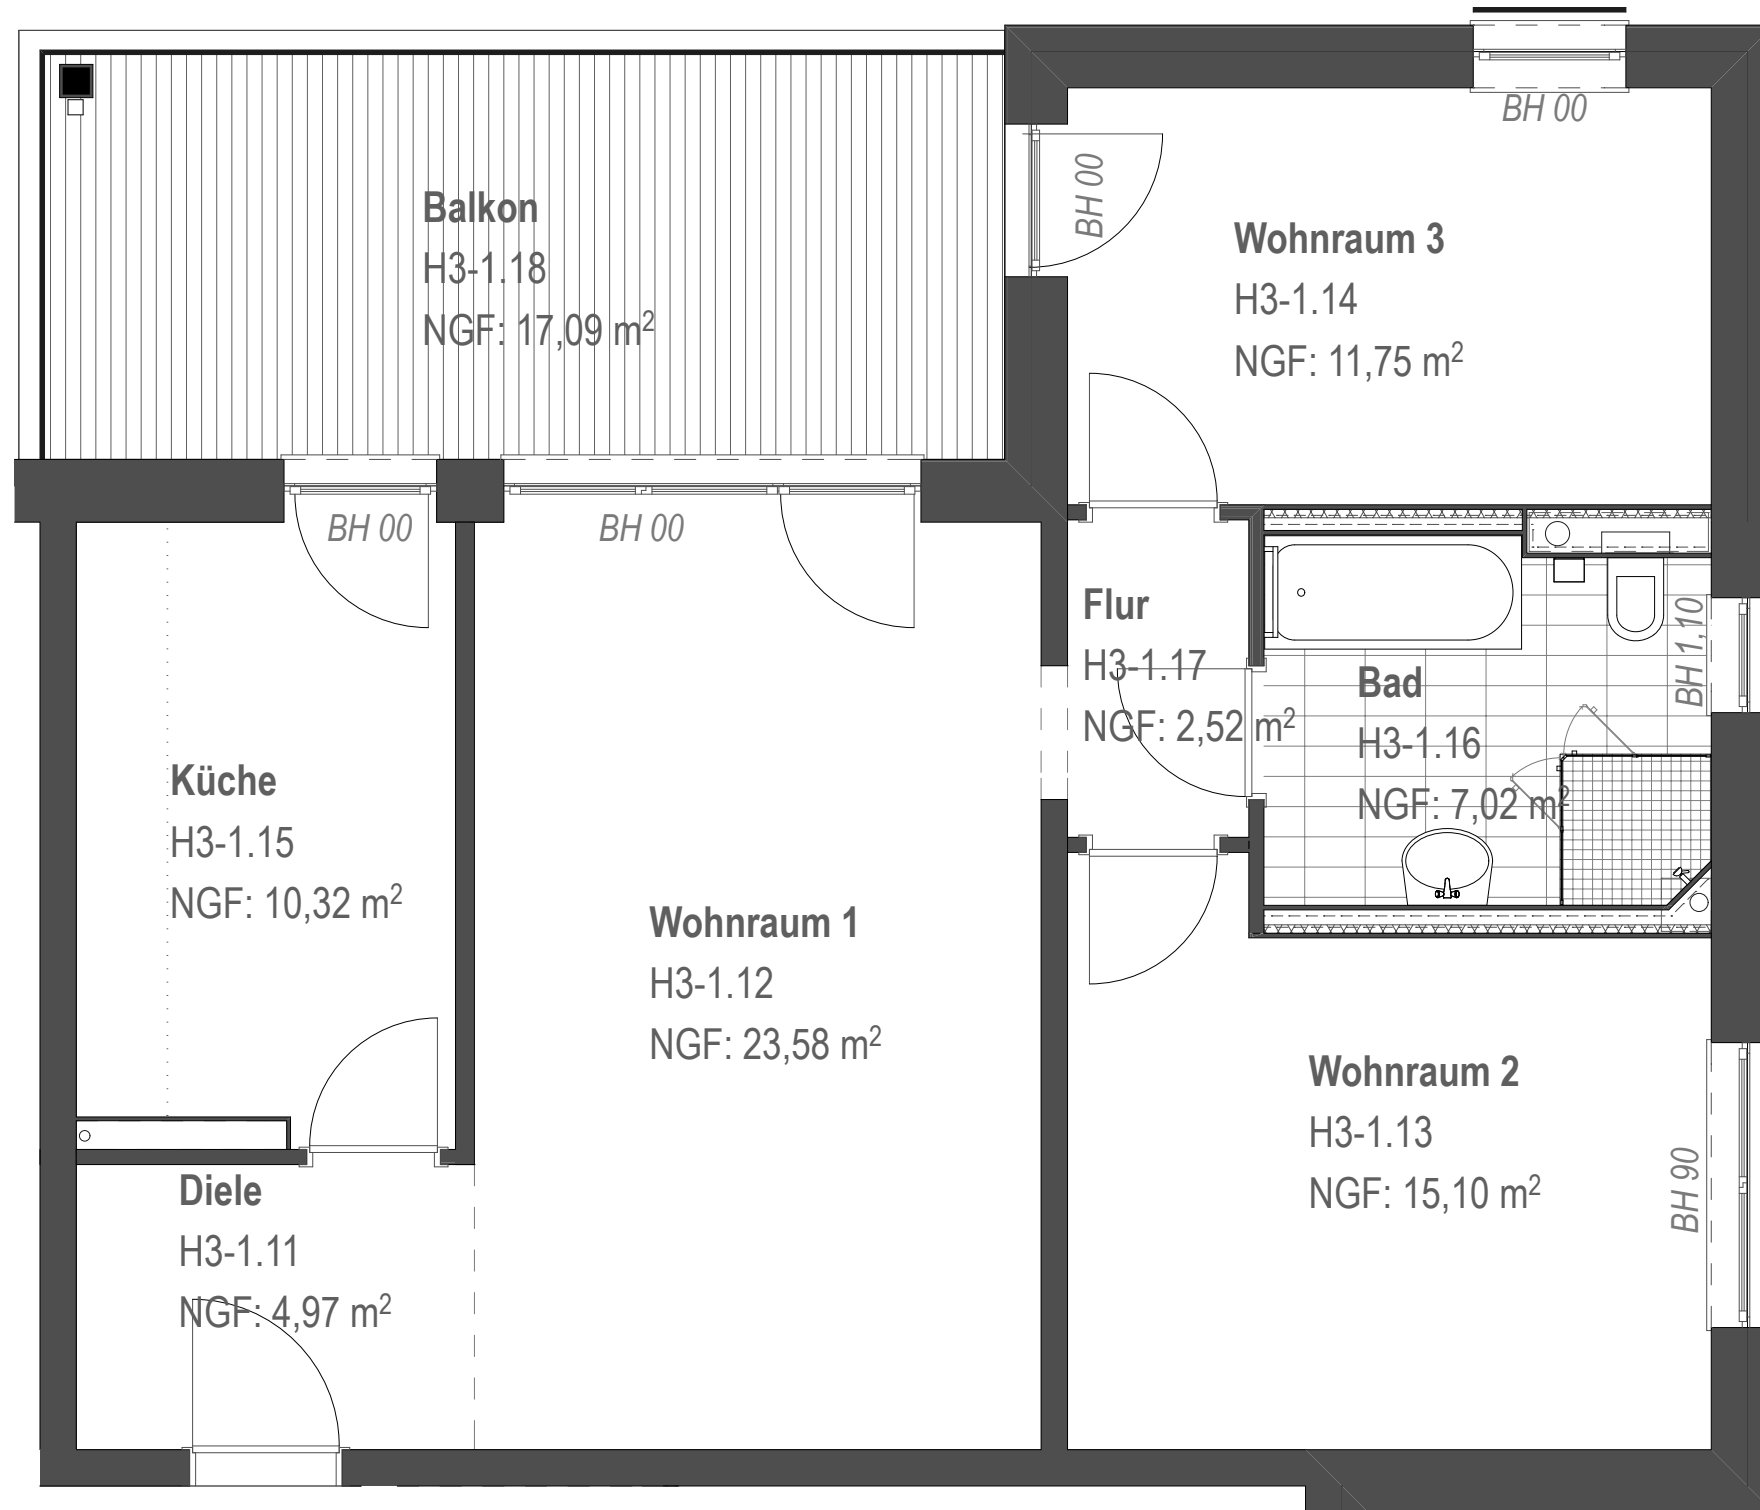 BH 00
BH 00
Balkon
H3-1.18
NGF: 17,09 m²
Wohnraum 3
H3-1.14
NGF: 11,75 m²
BH 00
BH 00
Flur
H3-1.17
NGF: 2,52 m²
Bad
H3-1.16
NGF: 7,02 m²
BH 1,10
Küche
H3-1.15
NGF: 10,32 m²
Wohnraum 1
H3-1.12
NGF: 23,58 m²
Wohnraum 2
H3-1.13
NGF: 15,10 m²
BH 90
Diele
H3-1.11
NGF: 4,97 m²